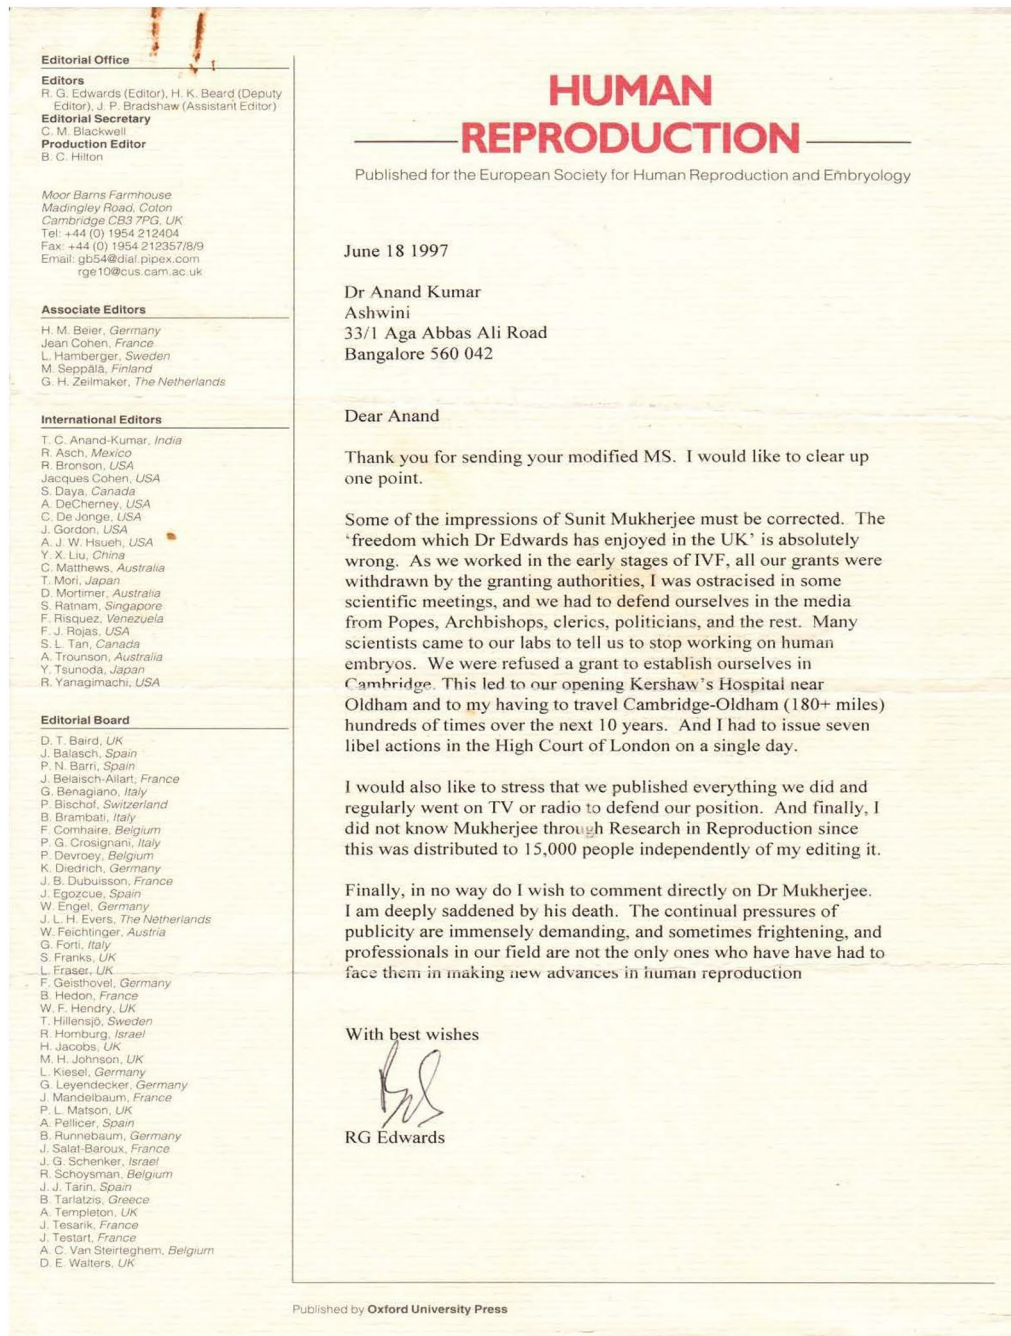 Editorial Office
Editors
R. G. Edwards (Editor), H. K. Beard (Deputy
Editor), J. P. Bradshaw (Assistant Editor)
Editorial Secretary
C. M. Blackwell
Production Editor
B. C. Hilton
Moor Barns Farmhouse
Madingley Road, Coton
Cambridge CB3 7PG, UK
Tel: +44 (0) 1954 212404
Fax: +44 (0) 1954 212357/8/9
Email: gb54@dial.pipex.com
rge10@cus.cam.ac.uk
Associate Editors
H. M. Beier, Germany
Jean Cohen, France
L. Hamberger, Sweden
M. Seppälä, Finland
G. H. Zeilmaker, The Netherlands
International Editors
T. C. Anand-Kumar, India
R. Asch, Mexico
R. Bronson, USA
Jacques Cohen, USA
S. Daya, Canada
A. DeCherney, USA
C. De Jonge, USA
J. Gordon, USA
A. J. W. Hsueh, USA
Y. X. Liu, China
C. Matthews, Australia
T. Mori, Japan
D. Mortimer, Australia
S. Ratnam, Singapore
F. Risquez, Venezuela
F. J. Rojas, USA
S. L. Tan, Canada
A. Trounson, Australia
Y. Tsunoda, Japan
R. Yanagimachi, USA
Editorial Board
D. T. Baird, UK
J. Balasch, Spain
P. N. Barri, Spain
J. Belaisch-Allart, France
G. Benagiano, Italy
P. Bischof, Switzerland
B. Brambati, Italy
F. Comhaire, Belgium
P. G. Crosignani, Italy
P. Devroey, Belgium
K. Diedrich, Germany
J. B. Dubuisson, France
J. Egozcue, Spain
W. Engel, Germany
J. L. H. Evers, The Netherlands
W. Feichtinger, Austria
G. Forti, Italy
S. Franks, UK
L. Fraser, UK
F. Geisthovel, Germany
B. Hedon, France
W. F. Hendry, UK
T. Hillensjö, Sweden
R. Homburg, Israel
H. Jacobs, UK
M. H. Johnson, UK
L. Kiesel, Germany
G. Leyendecker, Germany
J. Mandelbaum, France
P. L. Matson, UK
A. Pellicer, Spain
B. Runnebaum, Germany
J. Salat-Baroux, France
J. G. Schenker, Israel
R. Schoysman, Belgium
J. J. Tarin, Spain
B. Tarlatzis, Greece
A. Templeton, UK
J. Tesarik, France
J. Testart, France
A. C. Van Steirteghem, Belgium
D. E. Walters, UK
HUMAN
REPRODUCTION
Published for the European Society for Human Reproduction and Embryology
June 18 1997
Dr Anand Kumar
Ashwini
33/1 Aga Abbas Ali Road
Bangalore 560 042
Dear Anand
Thank you for sending your modified MS. I would like to clear up
one point.
Some of the impressions of Sunit Mukherjee must be corrected. The
‘freedom which Dr Edwards has enjoyed in the UK’ is absolutely
wrong. As we worked in the early stages of IVF, all our grants were
withdrawn by the granting authorities, I was ostracised in some
scientific meetings, and we had to defend ourselves in the media
from Popes, Archbishops, clerics, politicians, and the rest. Many
scientists came to our labs to tell us to stop working on human
embryos. We were refused a grant to establish ourselves in
Cambridge. This led to our opening Kershaw's Hospital near
Oldham and to my having to travel Cambridge-Oldham (180+ miles)
hundreds of times over the next 10 years. And I had to issue seven
libel actions in the High Court of London on a single day.
I would also like to stress that we published everything we did and
regularly went on TV or radio to defend our position. And finally, I
did not know Mukherjee through Research in Reproduction since
this was distributed to 15,000 people independently of my editing it.
Finally, in no way do I wish to comment directly on Dr Mukherjee.
I am deeply saddened by his death. The continual pressures of
publicity are immensely demanding, and sometimes frightening, and
professionals in our field are not the only ones who have have had to
face them in making new advances in human reproduction
With best wishes
RG Edwards
Published by Oxford University Press